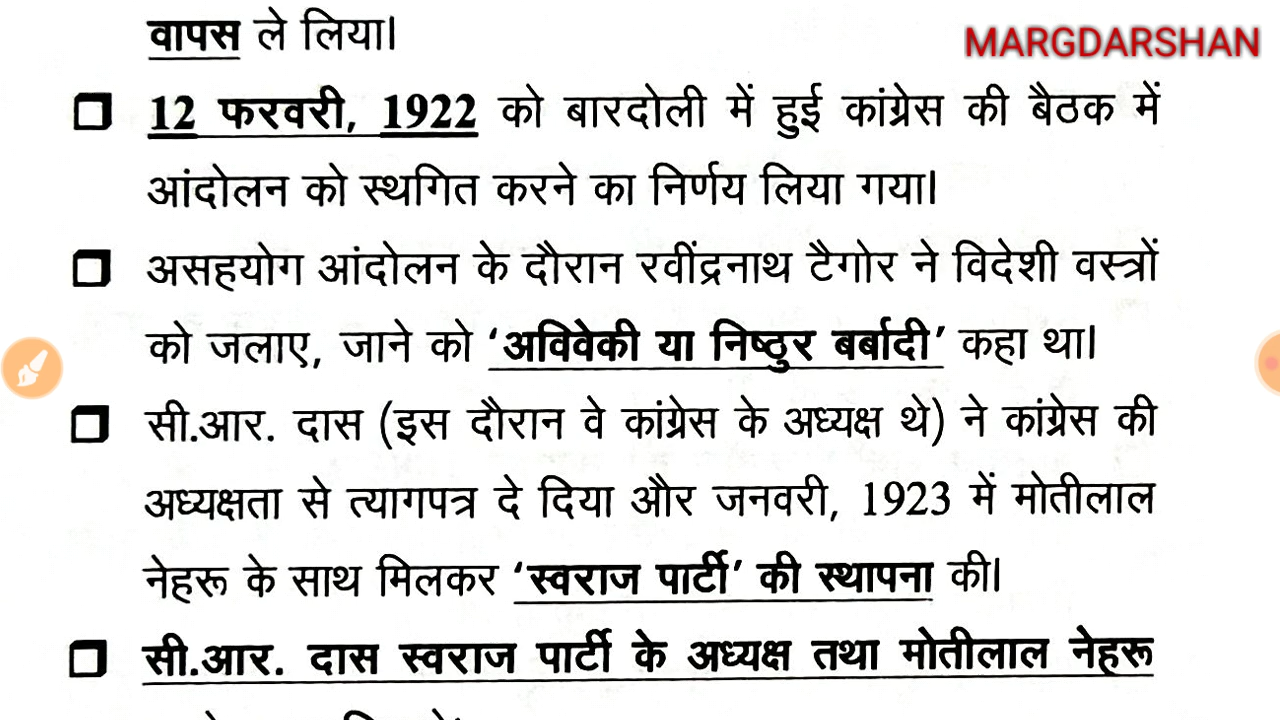 वापस ले लिया।
MARGDARSHAN
12 फरवरी, 1922 को बारदोली में हुई कांग्रेस की बैठक में
आंदोलन को स्थगित करने का निर्णय लिया गया।
असहयोग आंदोलन के दौरान रवींद्रनाथ टैगोर ने विदेशी वस्त्रों
को जलाए, जाने को ‘अविवेकी या निष्ठुर बर्बादी’ कहा था।
सी.आर. दास (इस दौरान वे कांग्रेस के अध्यक्ष थे) ने कांग्रेस की
अध्यक्षता से त्यागपत्र दे दिया और जनवरी, 1923 में मोतीलाल
नेहरू के साथ मिलकर ‘स्वराज पार्टी’ की स्थापना की।
सी.आर. दास स्वराज पार्टी के अध्यक्ष तथा मोतीलाल नेहरू